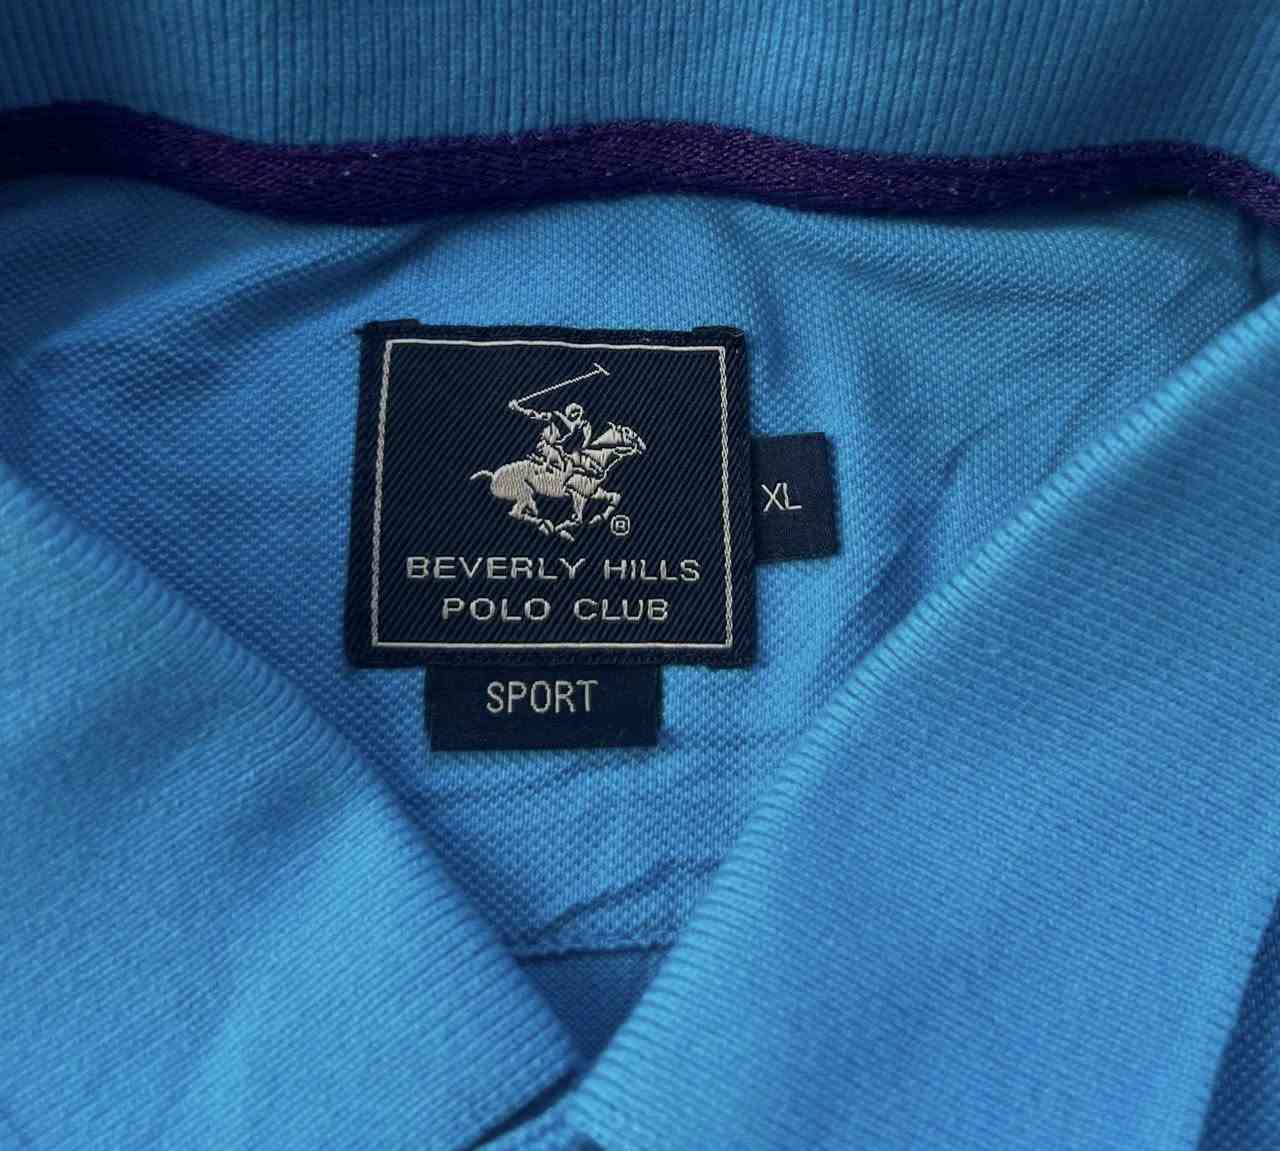 ®
BEVERLY HILLS
POLO CLUB
XL
SPORT